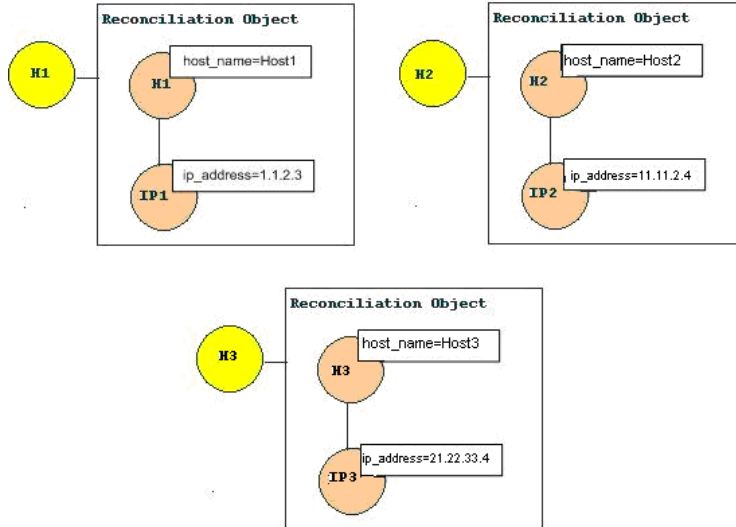 Reconciliation Object
H1
H1
host_name=Host1
IP1
ip_address=1.1.2.3
Reconciliation Object
H2
H2
host_name=Host2
IP2
ip_address=11.11.2.4
Reconciliation Object
H3
H3
host_name=Host3
IP3
ip_address=21.22.33.4